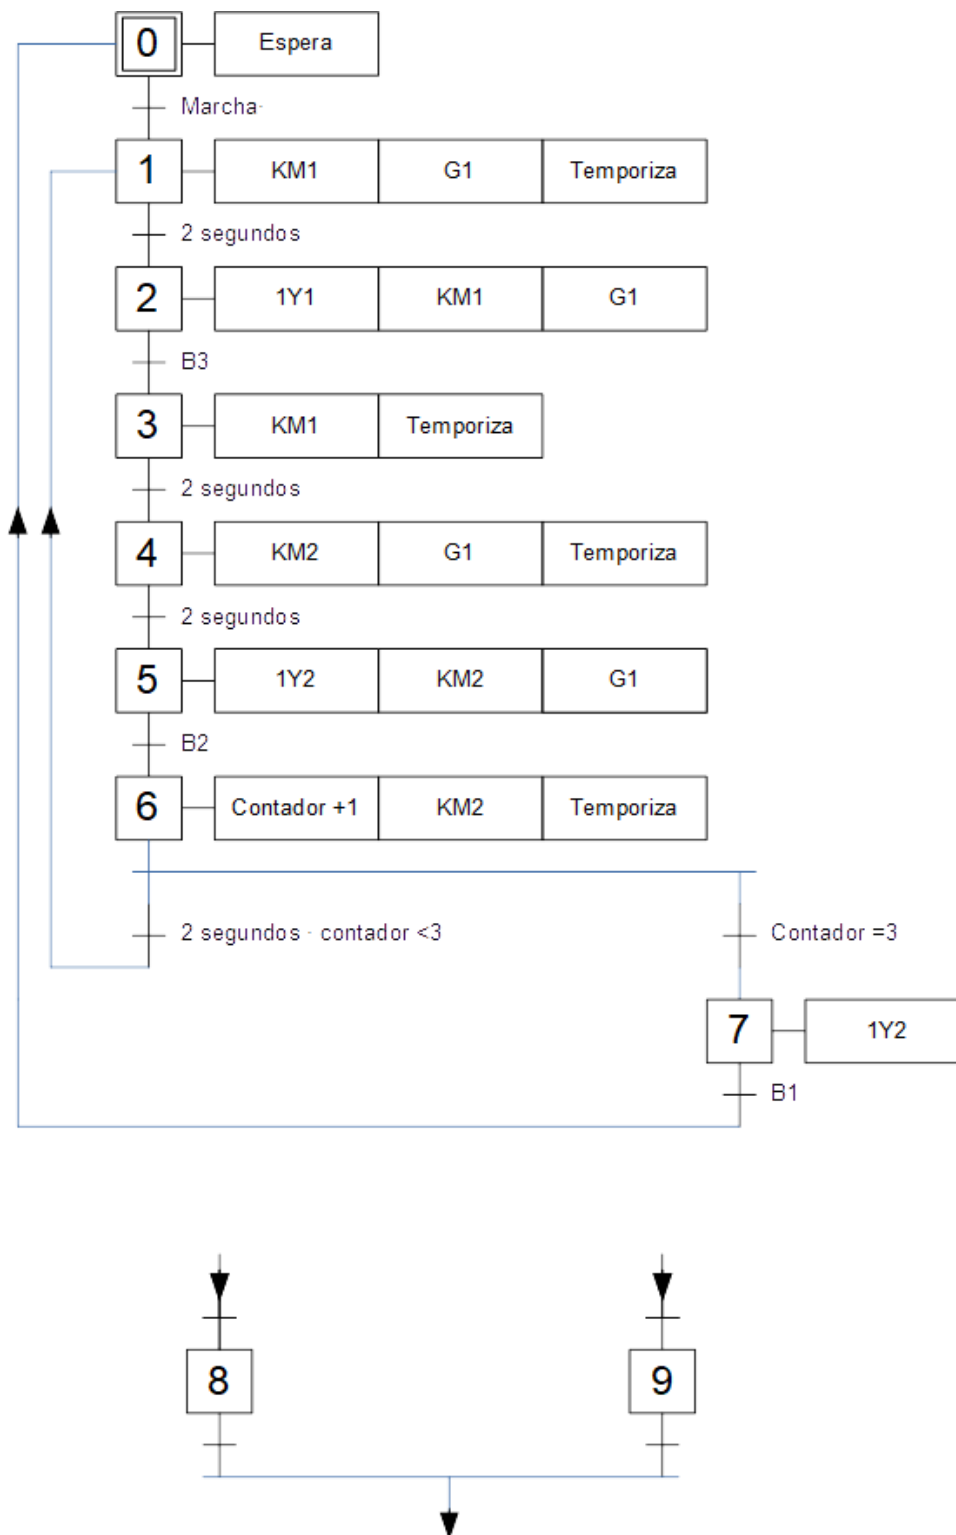 0 Espera
Marcha-
1 KM1 G1 Temporiza
2 segundos
2 1Y1 KM1 G1
B3
3 KM1 Temporiza
2 segundos
4 KM2 G1 Temporiza
2 segundos
5 1Y2 KM2 G1
B2
6 Contador +1 KM2 Temporiza
2 segundos - contador <3 Contador =3
7 1Y2
B1
8 9